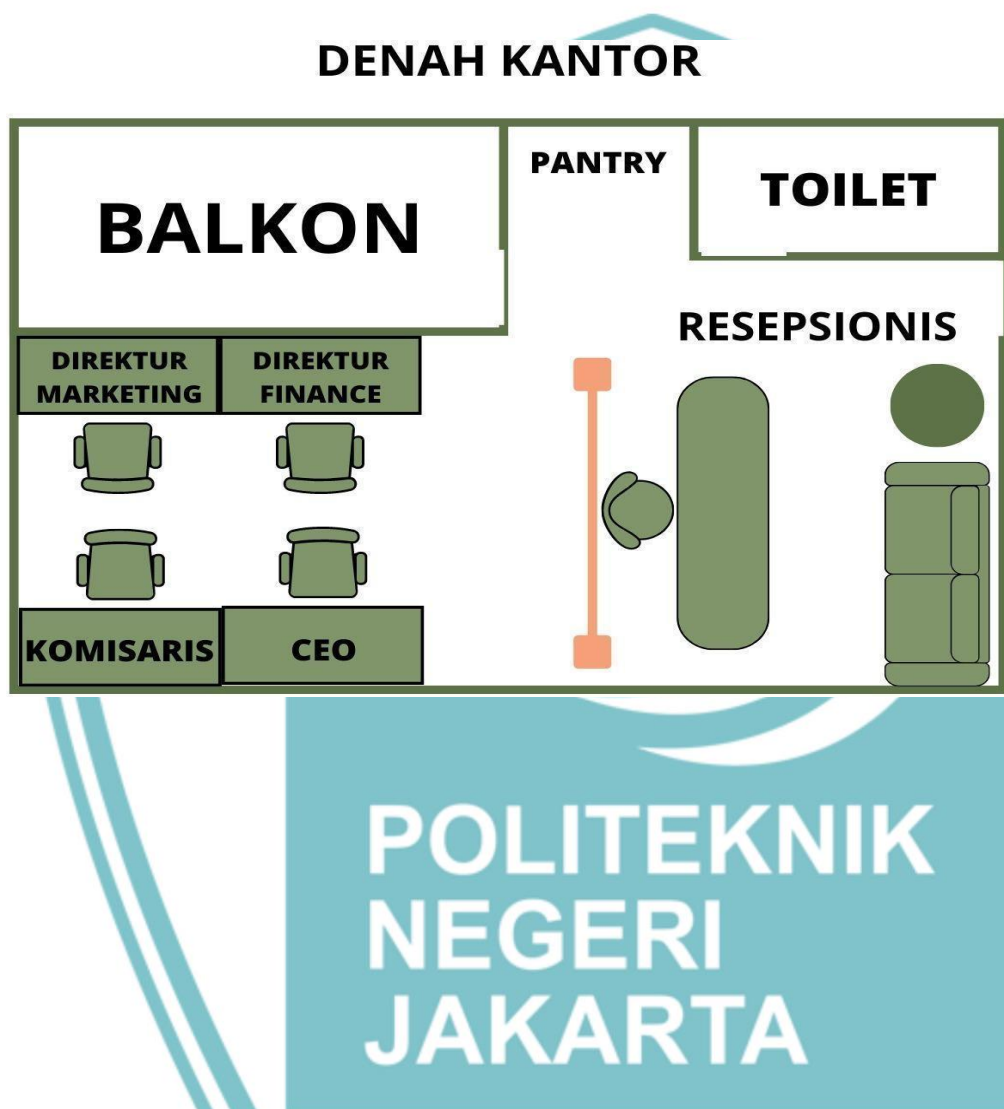 DENAH KANTOR
PANTRY
TOILET
BALKON
RESEPSIONIS
DIREKTUR
MARKETING
DIREKTUR
FINANCE
KOMISARIS
CEO
POLITEKNIK
NEGERI
JAKARTA